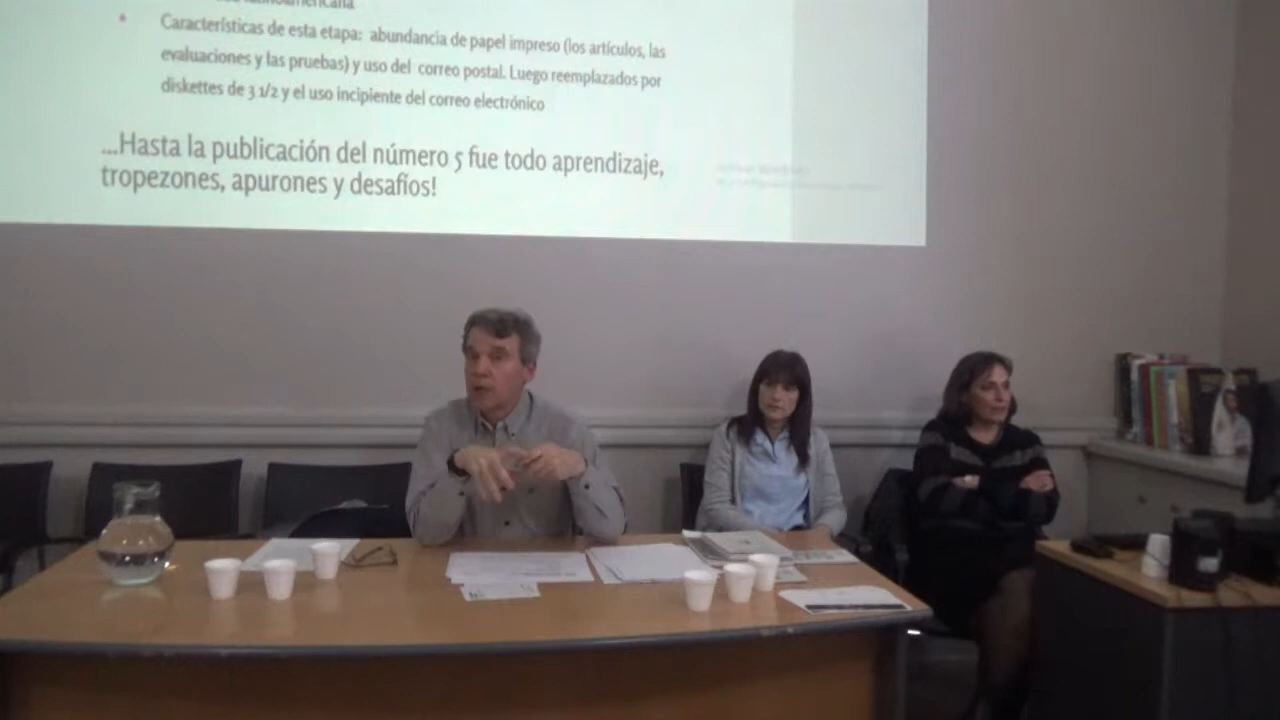 latinoamericana
Características de esta etapa: abundancia de papel impreso (los artículos, las
evaluaciones y las pruebas) y uso del correo postal. Luego reemplazados por
diskettes de 3 1/2 y el uso incipiente del correo electrónico
...Hasta la publicación del número 5 fue todo aprendizaje,
tropezones, apurones y desafíos!